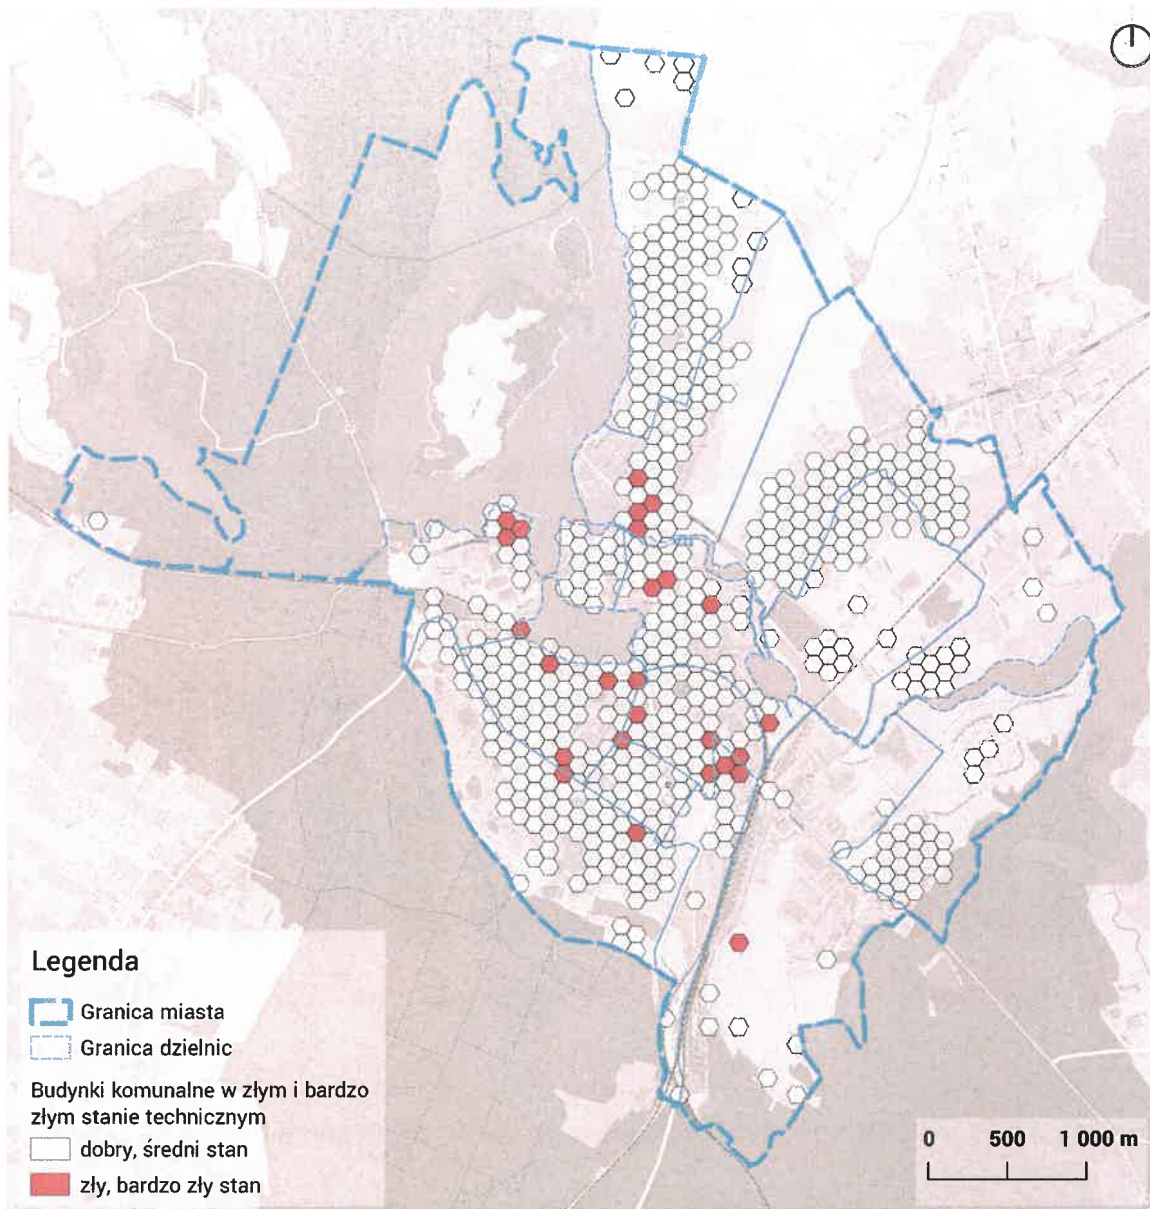 Legenda
Granica miasta
Granica dzielnic
Budynki komunalne w złym i bardzo
złym stanie technicznym
dobry, średni stan
zły, bardzo zły stan
0 500 1 000 m